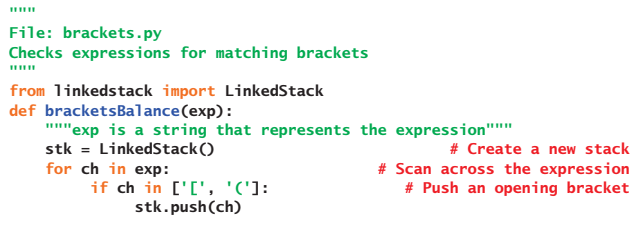 """
File: brackets.py
Checks expressions for matching brackets
"""
from linkedstack import LinkedStack
def bracketsBalance(exp):
    """exp is a string that represents the expression"""
    stk = LinkedStack()                          # Create a new stack
    for ch in exp:                       # Scan across the expression
        if ch in ['[', '(']:                # Push an opening bracket
            stk.push(ch)